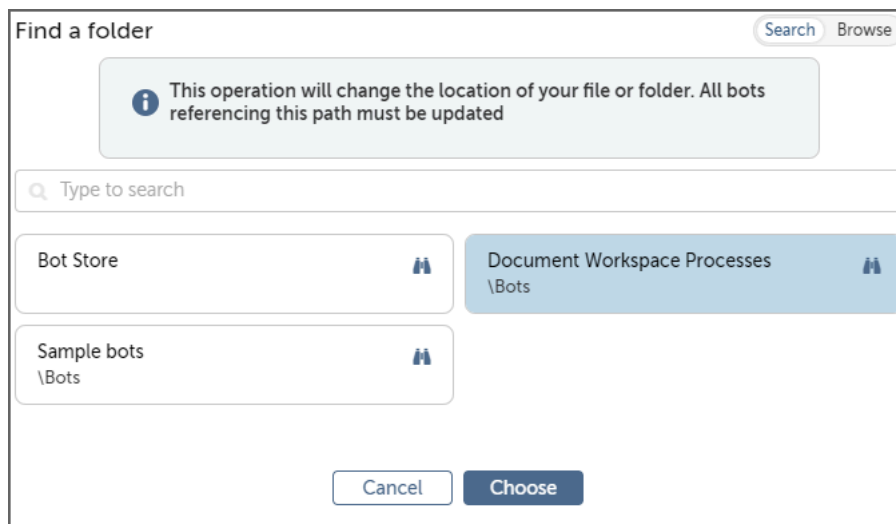 Find a folder
Search Browse
This operation will change the location of your file or folder. All bots
referencing this path must be updated
Type to search
Bot Store
Document Workspace Processes
\Bots
Sample bots
\Bots
Cancel Choose